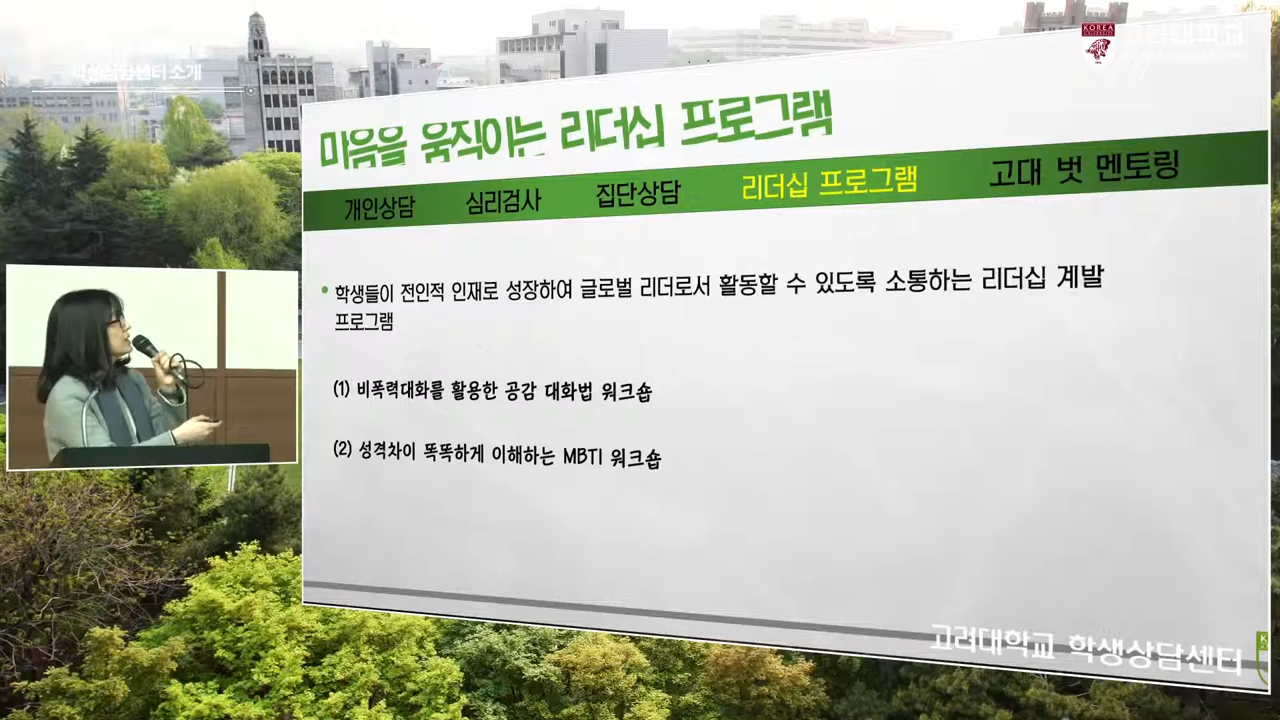 학생상담센터 소개
KOREA
고려대학교
마음을 움직이는 리더십 프로그램
개인상담 심리검사 집단상담 리더십 프로그램 고대 벗 멘토링
• 학생들이 전인적 인재로 성장하여 글로벌 리더로서 활동할 수 있도록 소통하는 리더십 계발
프로그램
(1) 비폭력대화를 활용한 공감 대화법 워크숍
(2) 성격차이 똑똑하게 이해하는 MBTI 워크숍
고려대학교 학생상담센터